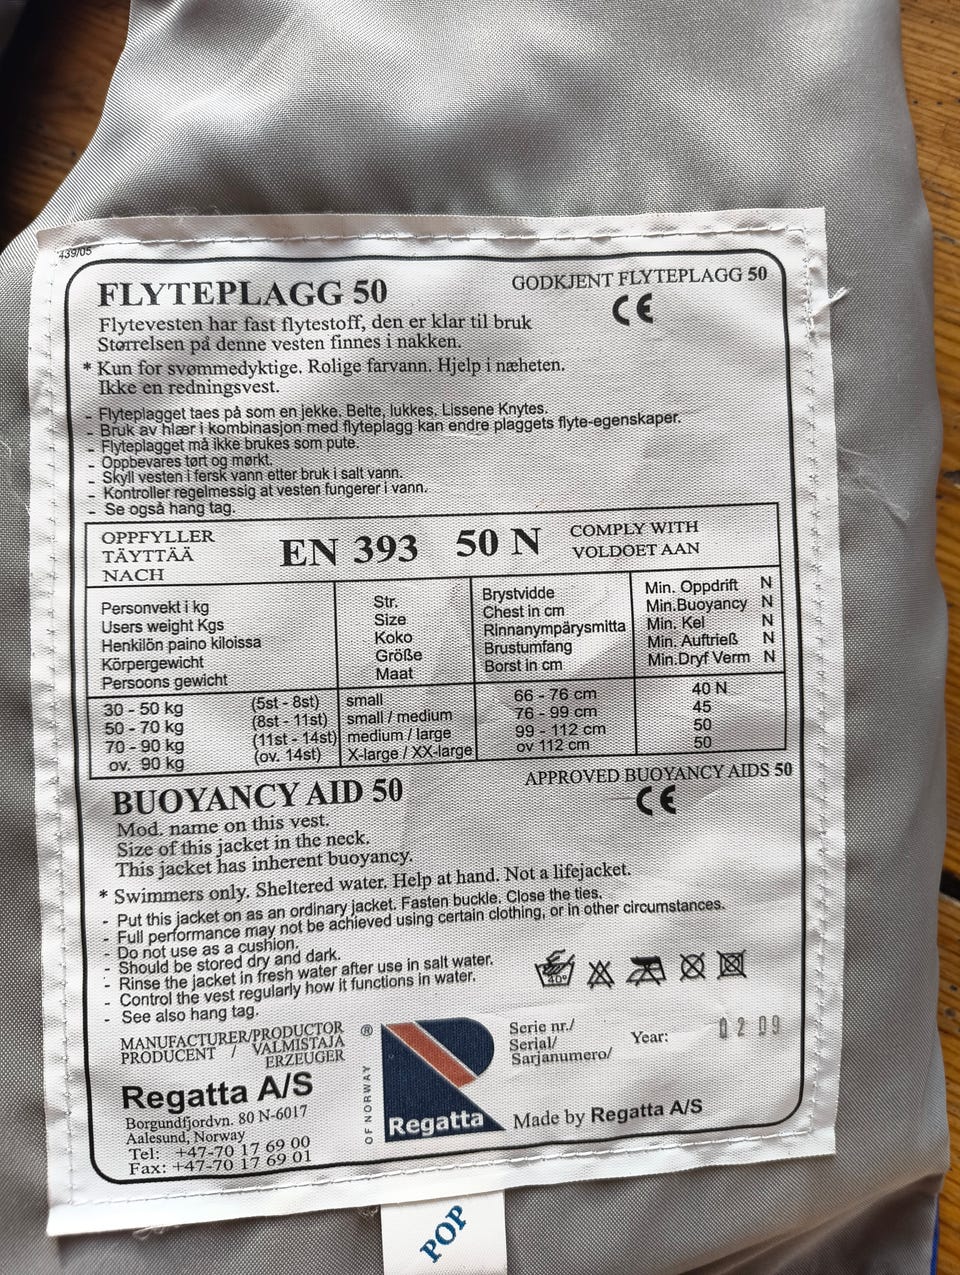 439/05
FLYTEPLAGG 50
GODKJENT FLYTEPLAGG 50
CE
Flytevesten har fast flytestoff, den er klar til bruk
Størrelsen på denne vesten finnes i nakken.
* Kun for svømmedyktige. Rolige farvann. Hjelp i næheten.
Ikke en redningsvest.
- Flyteplagget taes på som en jekke. Belte, lukkes, Lissene Knytes.
- Bruk av hlær i kombinasjon med flyteplagg kan endre plaggets flyte-egenskaper.
- Flyteplagget må ikke brukes som pute.
- Oppbevares tørt og mørkt.
- Skyll vesten i fersk vann etter bruk i salt vann.
- Kontroller regelmessig at vesten fungerer i vann.
- Se også hang tag.
OPPFYLLER
TÄYTTÄÄ
NACH
EN 393 50 N
COMPLY WITH
VOLDOET AAN
Personvekt i kg
Users weight Kgs
Henkilön paino kiloissa
Körpergewicht
Persoons gewicht
Str.
Size
Koko
Größe
Maat
Brystvidde
Chest in cm
Rinnanympärysmitta
Brustumfang
Borst in cm
Min. Oppdrift N
Min.Buoyancy N
Min. Kel N
Min. Auftrieß N
Min.Dryf Verm N
30 - 50 kg (5st - 8st) small 66 - 76 cm 40 N
50 - 70 kg (8st - 11st) small / medium 76 - 99 cm 45
70 - 90 kg (11st - 14st) medium / large 99 - 112 cm 50
ov. 90 kg (ov. 14st) X-large / XX-large ov 112 cm 50
BUOYANCY AID 50
APPROVED BUOYANCY AIDS 50
CE
Mod. name on this vest.
Size of this jacket in the neck.
This jacket has inherent buoyancy.
* Swimmers only. Sheltered water. Help at hand. Not a lifejacket.
- Put this jacket on as an ordinary jacket. Fasten buckle. Close the ties.
- Full performance may not be achieved using certain clothing, or in other circumstances.
- Do not use as a cushion.
- Should be stored dry and dark.
- Rinse the jacket in fresh water after use in salt water.
- Control the vest regularly how it functions in water.
- See also hang tag.
40°
MANUFACTURER/PRODUCTOR
PRODUCENT / VALMISTAJA
ERZEUGER
Regatta A/S
Borgundfjordvn. 80 N-6017
Aalesund, Norway
Tel: +47-70 17 69 00
Fax: +47-70 17 69 01
®
OF NORWAY
Regatta
Serie nr./
Serial/
Sarjanumero/
Year: 02 09
Made by Regatta A/S
POP